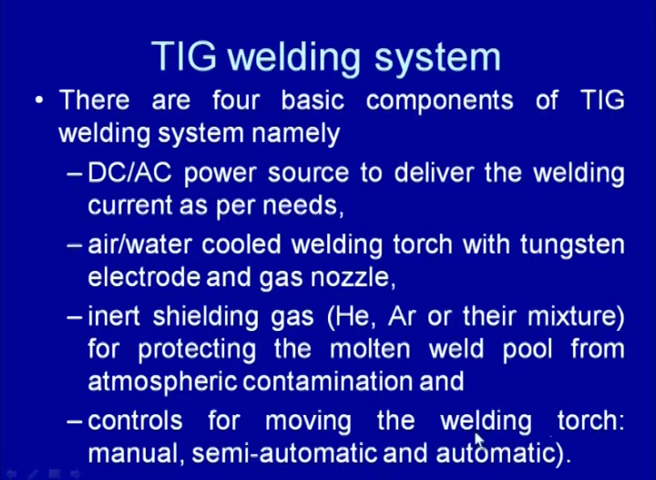 TIG welding system
• There are four basic components of TIG
welding system namely
– DC/AC power source to deliver the welding
current as per needs,
– air/water cooled welding torch with tungsten
electrode and gas nozzle,
– inert shielding gas (He, Ar or their mixture)
for protecting the molten weld pool from
atmospheric contamination and
– controls for moving the welding torch:
manual, semi-automatic and automatic).